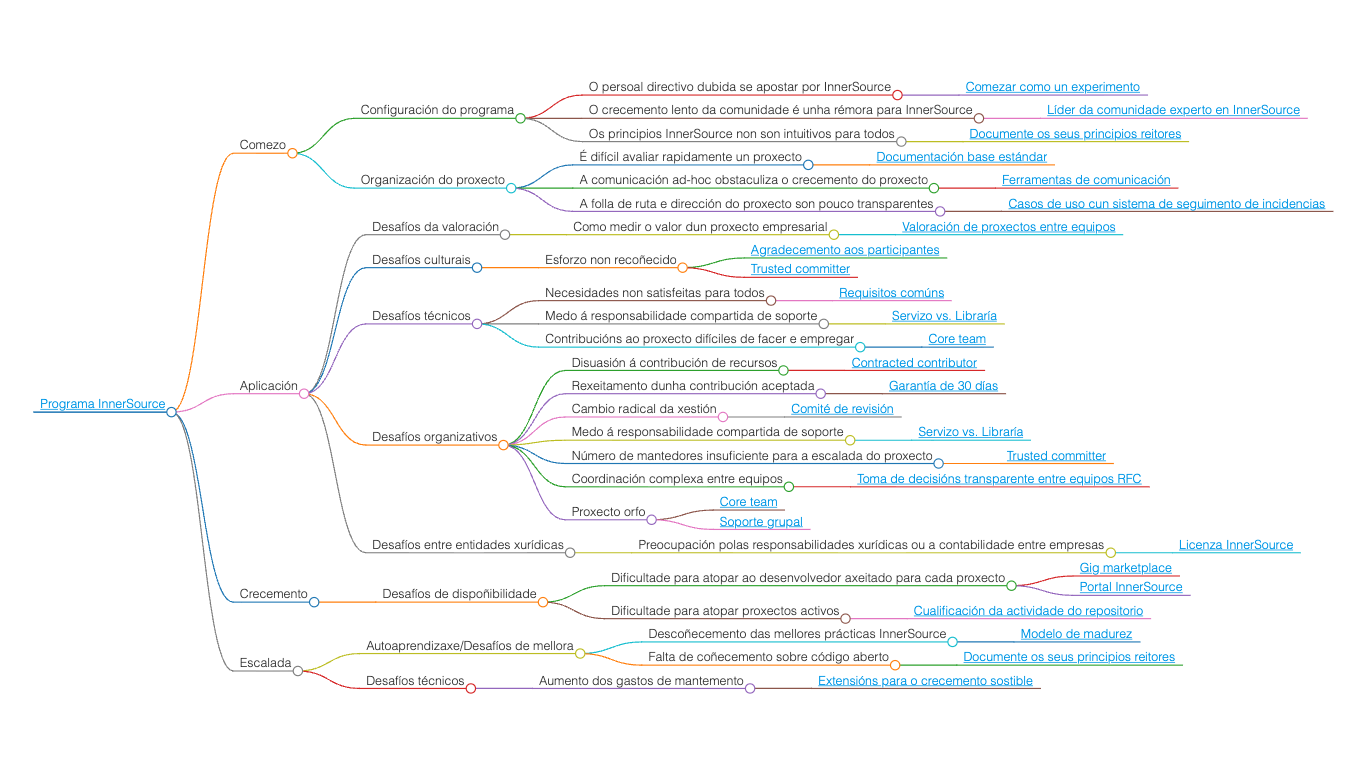 Programa InnerSource
Comezo
Configuración do programa
O persoal directivo dubida se apostar por InnerSource
Comezar como un experimento
O crecemento lento da comunidade é unha rémora para InnerSource
Líder da comunidade experto en InnerSource
Os principios InnerSource non son intuitivos para todos
Documente os seus principios reitores
Organización do proxecto
É difícil avaliar rapidamente un proxecto
Documentación base estándar
A comunicación ad-hoc obstaculiza o crecemento do proxecto
Ferramentas de comunicación
A folla de ruta e dirección do proxecto son pouco transparentes
Casos de uso cun sistema de seguimento de incidencias
Aplicación
Desafíos da valoración
Como medir o valor dun proxecto empresarial
Valoración de proxectos entre equipos
Desafíos culturais
Esforzo non recoñecido
Agradecemento aos participantes
Trusted committer
Desafíos técnicos
Necesidades non satisfeitas para todos
Requisitos comúns
Medo á responsabilidade compartida de soporte
Servizo vs. Libraría
Contribucións ao proxecto difíciles de facer e empregar
Core team
Desafíos organizativos
Disuasión á contribución de recursos
Contracted contributor
Rexeitamento dunha contribución aceptada
Garantía de 30 días
Cambio radical da xestión
Comité de revisión
Medo á responsabilidade compartida de soporte
Servizo vs. Libraría
Número de mantedores insuficiente para a escalada do proxecto
Trusted committer
Coordinación complexa entre equipos
Toma de decisións transparente entre equipos RFC
Proxecto orfo
Core team
Soporte grupal
Desafíos entre entidades xurídicas
Preocupación polas responsabilidades xurídicas ou a contabilidade entre empresas
Licenza InnerSource
Crecemento
Desafíos de dispoñibilidade
Dificultade para atopar ao desenvolvedor axeitado para cada proxecto
Gig marketplace
Portal InnerSource
Dificultade para atopar proxectos activos
Cualificación da actividade do repositorio
Escalada
Autoaprendizaxe/Desafíos de mellora
Descoñecemento das mellores prácticas InnerSource
Modelo de madurez
Falta de coñecemento sobre código aberto
Documente os seus principios reitores
Desafíos técnicos
Aumento dos gastos de mantemento
Extensións para o crecemento sostible